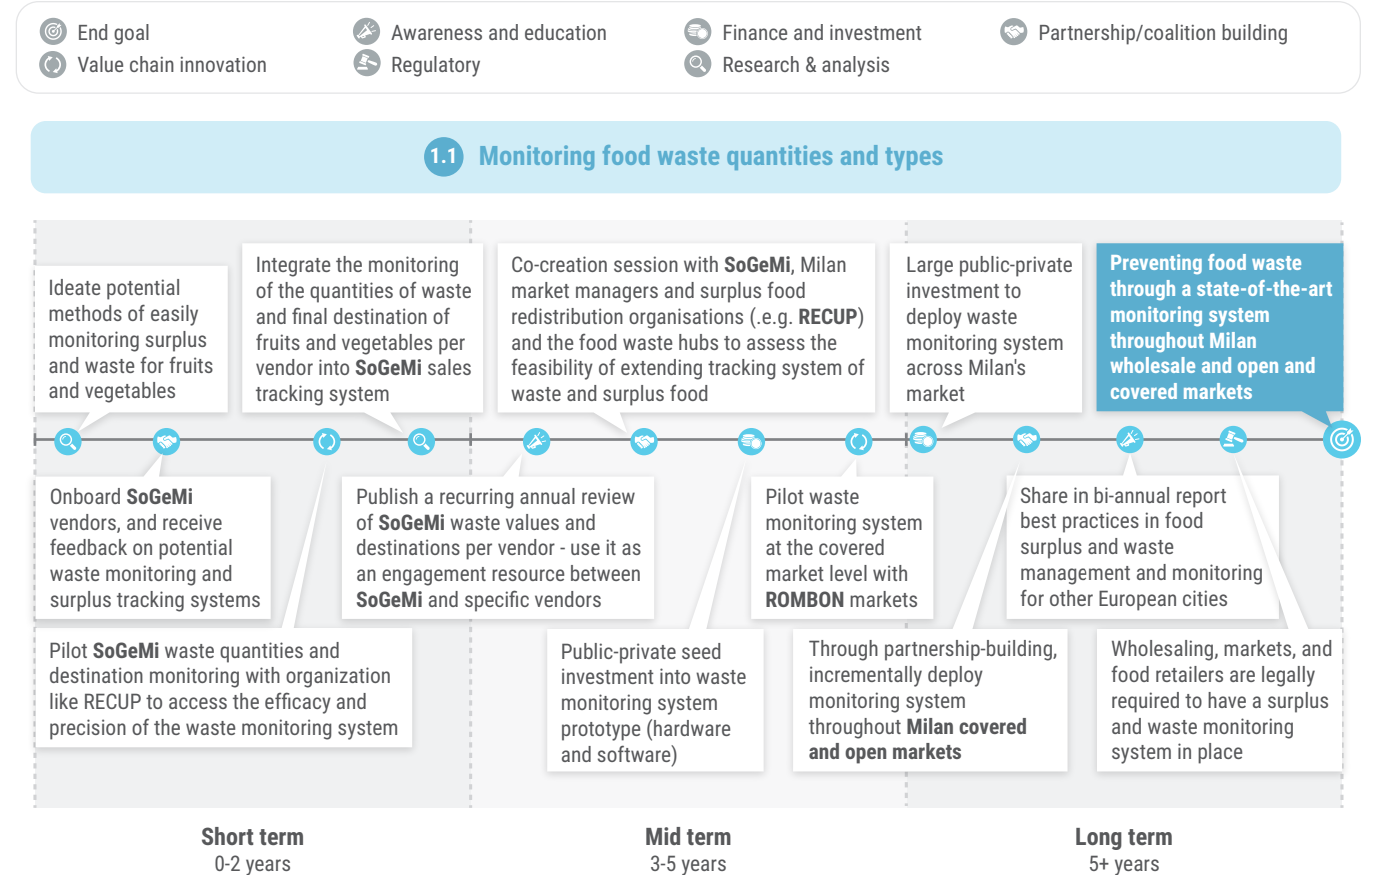 End goal
Awareness and education
Finance and investment
Partnership/coalition building
Value chain innovation
Regulatory
Research & analysis
1.1 Monitoring food waste quantities and types
Ideate potential
methods of easily
monitoring surplus
and waste for fruits
and vegetables
Integrate the monitoring
of the quantities of waste
and final destination of
fruits and vegetables per
vendor into SoGeMi sales
tracking system
Co-creation session with SoGeMi, Milan
market managers and surplus food
redistribution organisations (.e.g. RECUP)
and the food waste hubs to assess the
feasibility of extending tracking system of
waste and surplus food
Large public-private
investment to
deploy waste
monitoring system
across Milan's
market
Preventing food waste
through a state-of-the-art
monitoring system
throughout Milan
wholesale and open and
covered markets
Onboard SoGeMi
vendors, and receive
feedback on potential
waste monitoring and
surplus tracking systems
Publish a recurring annual review
of SoGeMi waste values and
destinations per vendor - use it as
an engagement resource between
SoGeMi and specific vendors
Pilot waste
monitoring system
at the covered
market level with
ROMBON markets
Share in bi-annual report
best practices in food
surplus and waste
management and monitoring
for other European cities
Pilot SoGeMi waste quantities and
destination monitoring with organization
like RECUP to access the efficacy and
precision of the waste monitoring system
Public-private seed
investment into waste
monitoring system
prototype (hardware
and software)
Through partnership-building,
incrementally deploy
monitoring system
throughout Milan covered
and open markets
Wholesaling, markets, and
food retailers are legally
required to have a surplus
and waste monitoring
system in place
Short term
0-2 years
Mid term
3-5 years
Long term
5+ years